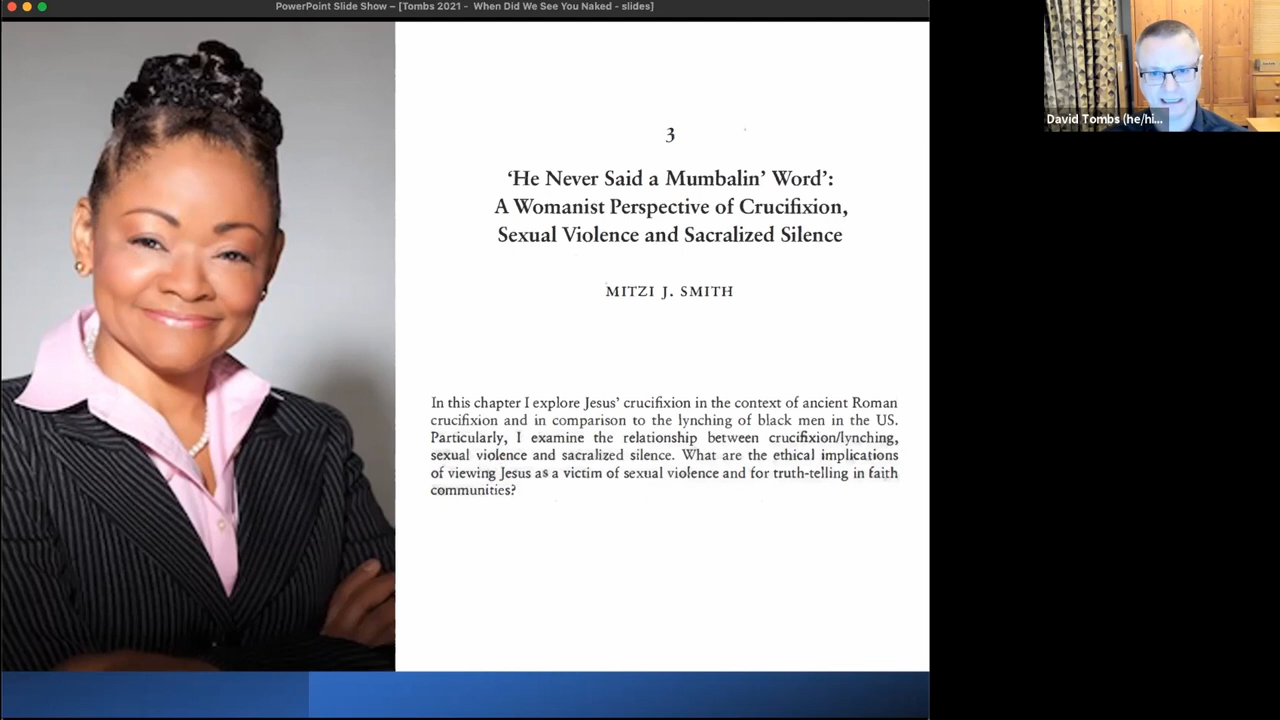 PowerPoint Slide Show – [Tombs 2021 - When Did We See You Naked - slides]
David Tombs (he/hi...
3
‘He Never Said a Mumbalin’ Word’:
A Womanist Perspective of Crucifixion,
Sexual Violence and Sacralized Silence
MITZI J. SMITH
In this chapter I explore Jesus’ crucifixion in the context of ancient Roman
crucifixion and in comparison to the lynching of black men in the US.
Particularly, I examine the relationship between crucifixion/lynching,
sexual violence and sacralized silence. What are the ethical implications
of viewing Jesus as a victim of sexual violence and for truth-telling in faith
communities?